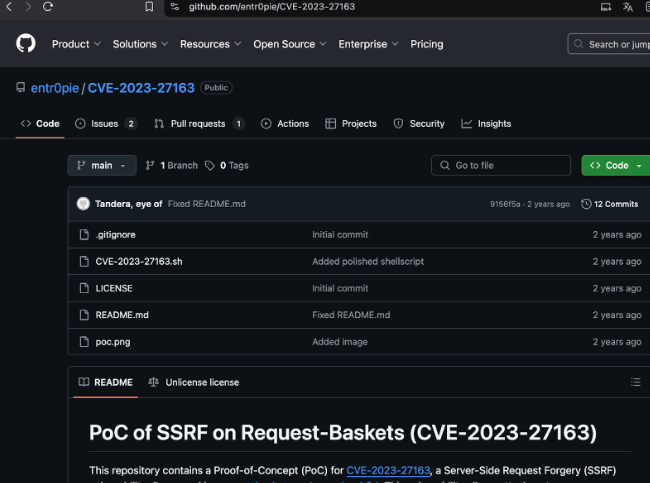 github.com/entr0pie/CVE-2023-27163
Product Solutions Resources Open Source Enterprise Pricing Search or jump
entr0pie / CVE-2023-27163 Public
Code Issues 2 Pull requests 1 Actions Projects Security Insights
main 1 Branch 0 Tags Go to file Code
Tandera, eye of Fixed README.md 9156f5a · 2 years ago 12 Commits
.gitignore Initial commit 2 years ago
CVE-2023-27163.sh Added polished shellscript 2 years ago
LICENSE Initial commit 2 years ago
README.md Fixed README.md 2 years ago
poc.png Added image 2 years ago
README Unlicense license
PoC of SSRF on Request-Baskets (CVE-2023-27163)
This repository contains a Proof-of-Concept (PoC) for CVE-2023-27163, a Server-Side Request Forgery (SSRF)